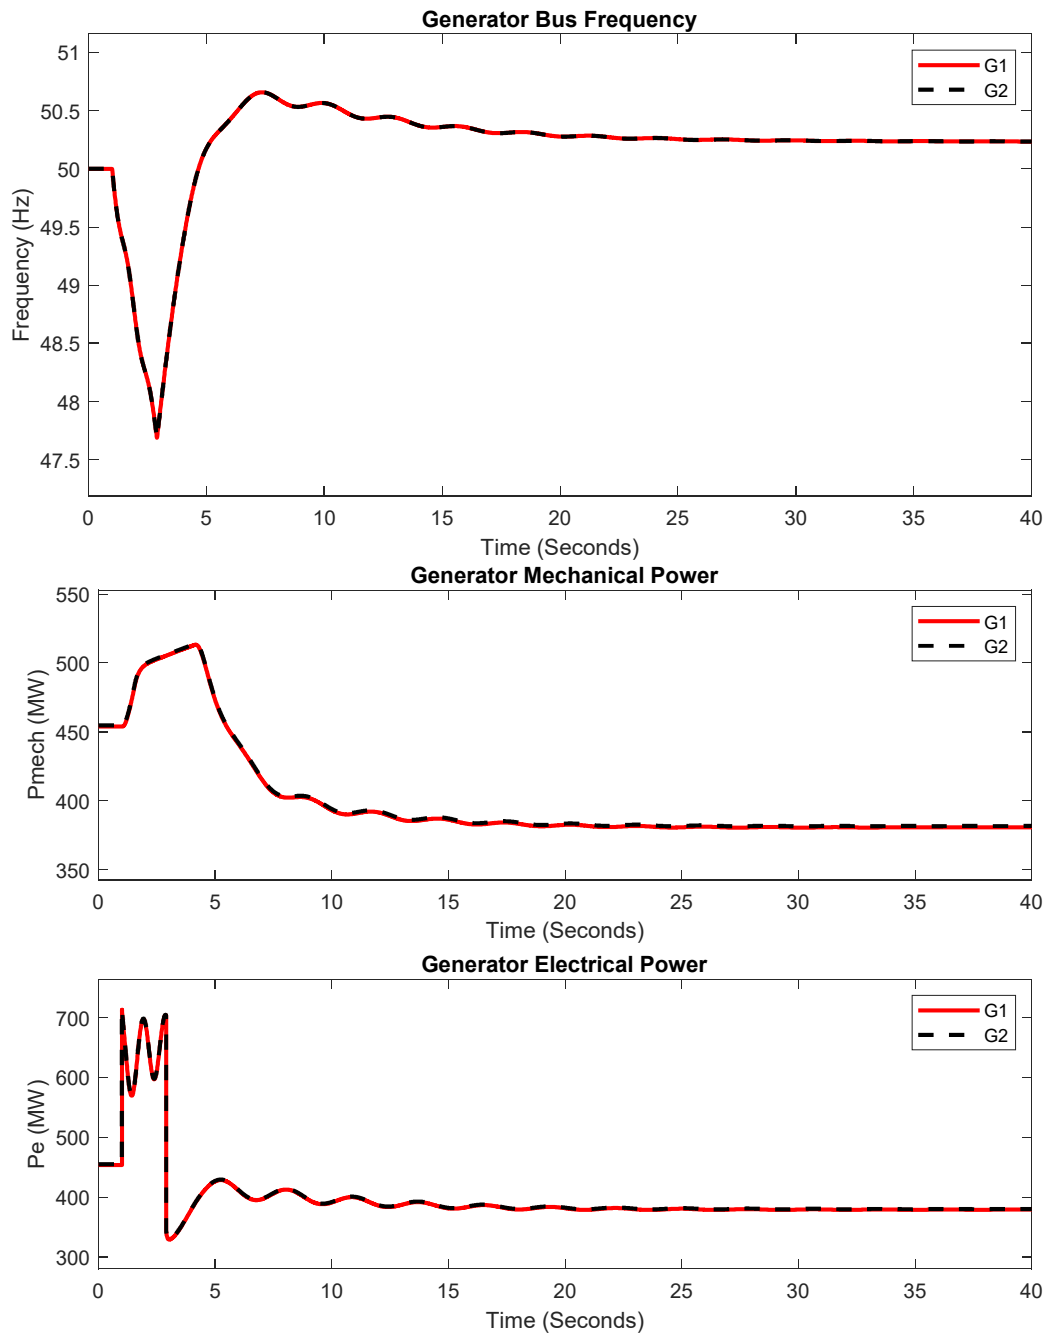 Generator Bus Frequency
51
50.5
50
49.5
49
48.5
48
47.5
Frequency (Hz)
G1
G2
0 5 10 15 20 25 30 35 40
Time (Seconds)
Generator Mechanical Power
550
500
450
400
350
Pmech (MW)
G1
G2
0 5 10 15 20 25 30 35 40
Time (Seconds)
Generator Electrical Power
700
600
500
400
300
Pe (MW)
G1
G2
0 5 10 15 20 25 30 35 40
Time (Seconds)